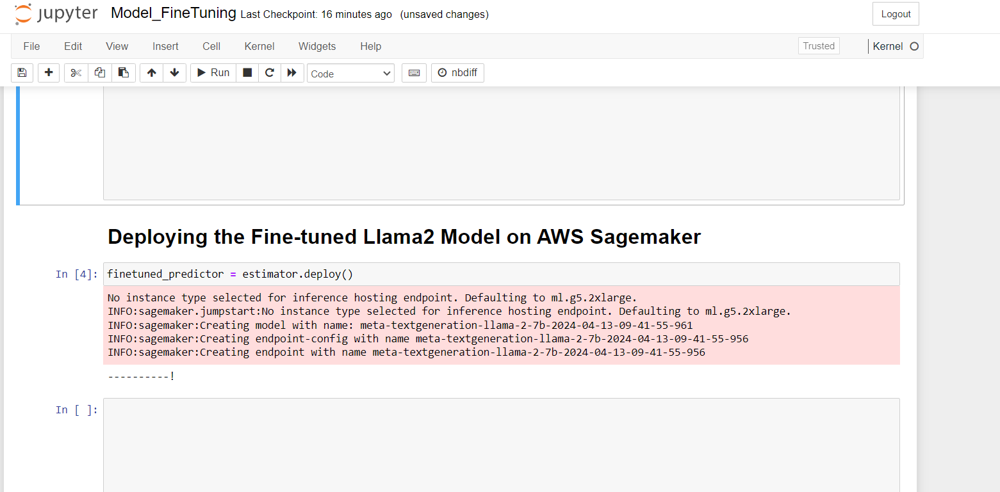 jupyter Model_FineTuning Last Checkpoint: 16 minutes ago (unsaved changes) Logout
File Edit View Insert Cell Kernel Widgets Help Trusted Kernel
Run Code nbdiff
Deploying the Fine-tuned Llama2 Model on AWS Sagemaker
In [4]: finetuned_predictor = estimator.deploy()
No instance type selected for inference hosting endpoint. Defaulting to ml.g5.2xlarge.
INFO:sagemaker.jumpstart:No instance type selected for inference hosting endpoint. Defaulting to ml.g5.2xlarge.
INFO:sagemaker:Creating model with name: meta-textgeneration-llama-2-7b-2024-04-13-09-41-55-961
INFO:sagemaker:Creating endpoint-config with name meta-textgeneration-llama-2-7b-2024-04-13-09-41-55-956
INFO:sagemaker:Creating endpoint with name meta-textgeneration-llama-2-7b-2024-04-13-09-41-55-956
----------!
In [ ]: